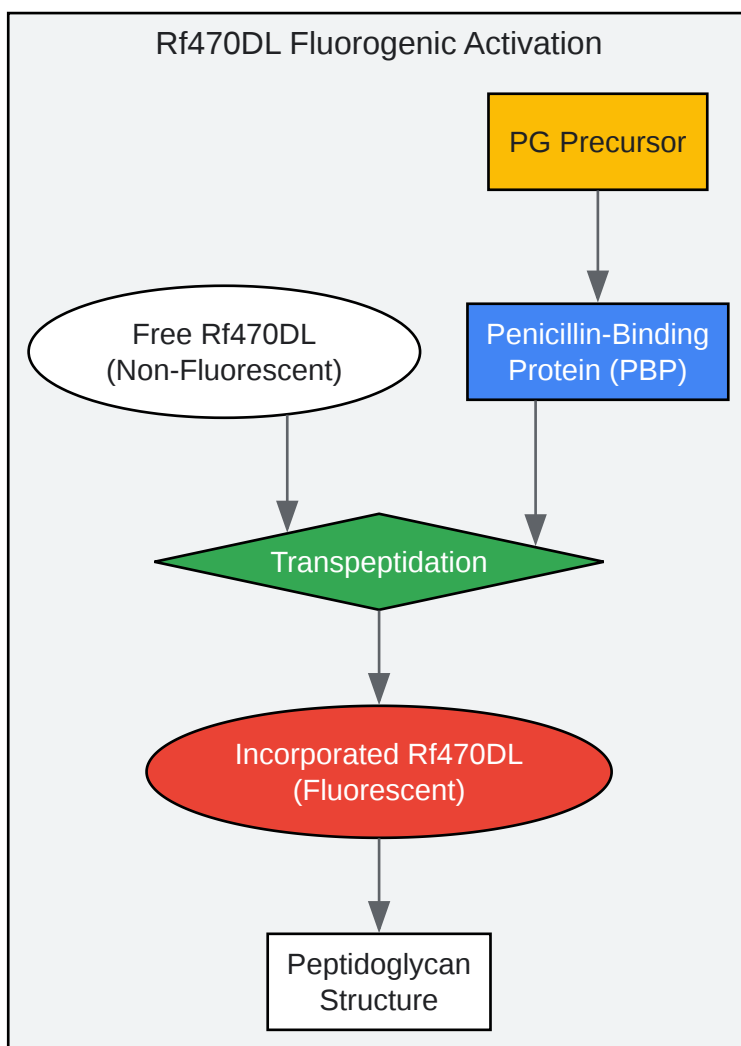 Rf470DL Fluorogenic Activation
PG Precursor
Free Rf470DL
(Non-Fluorescent)
Penicillin-Binding
Protein (PBP)
Transpeptidation
Incorporated Rf470DL
(Fluorescent)
Peptidoglycan
Structure